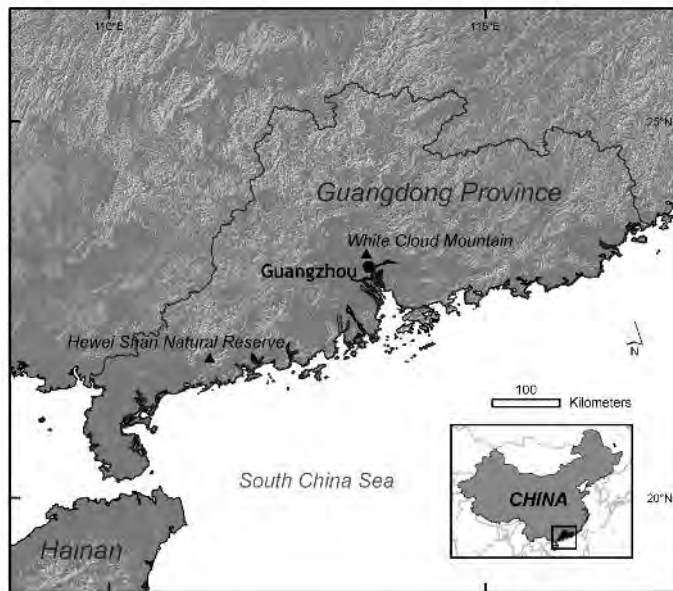 110°E
115°E
25°N
Guangdong Province
White Cloud Mountain
Guangzhou
Hewei Shan Natural Reserve
N
100
Kilometers
South China Sea
20°N
CHINA
Hainan